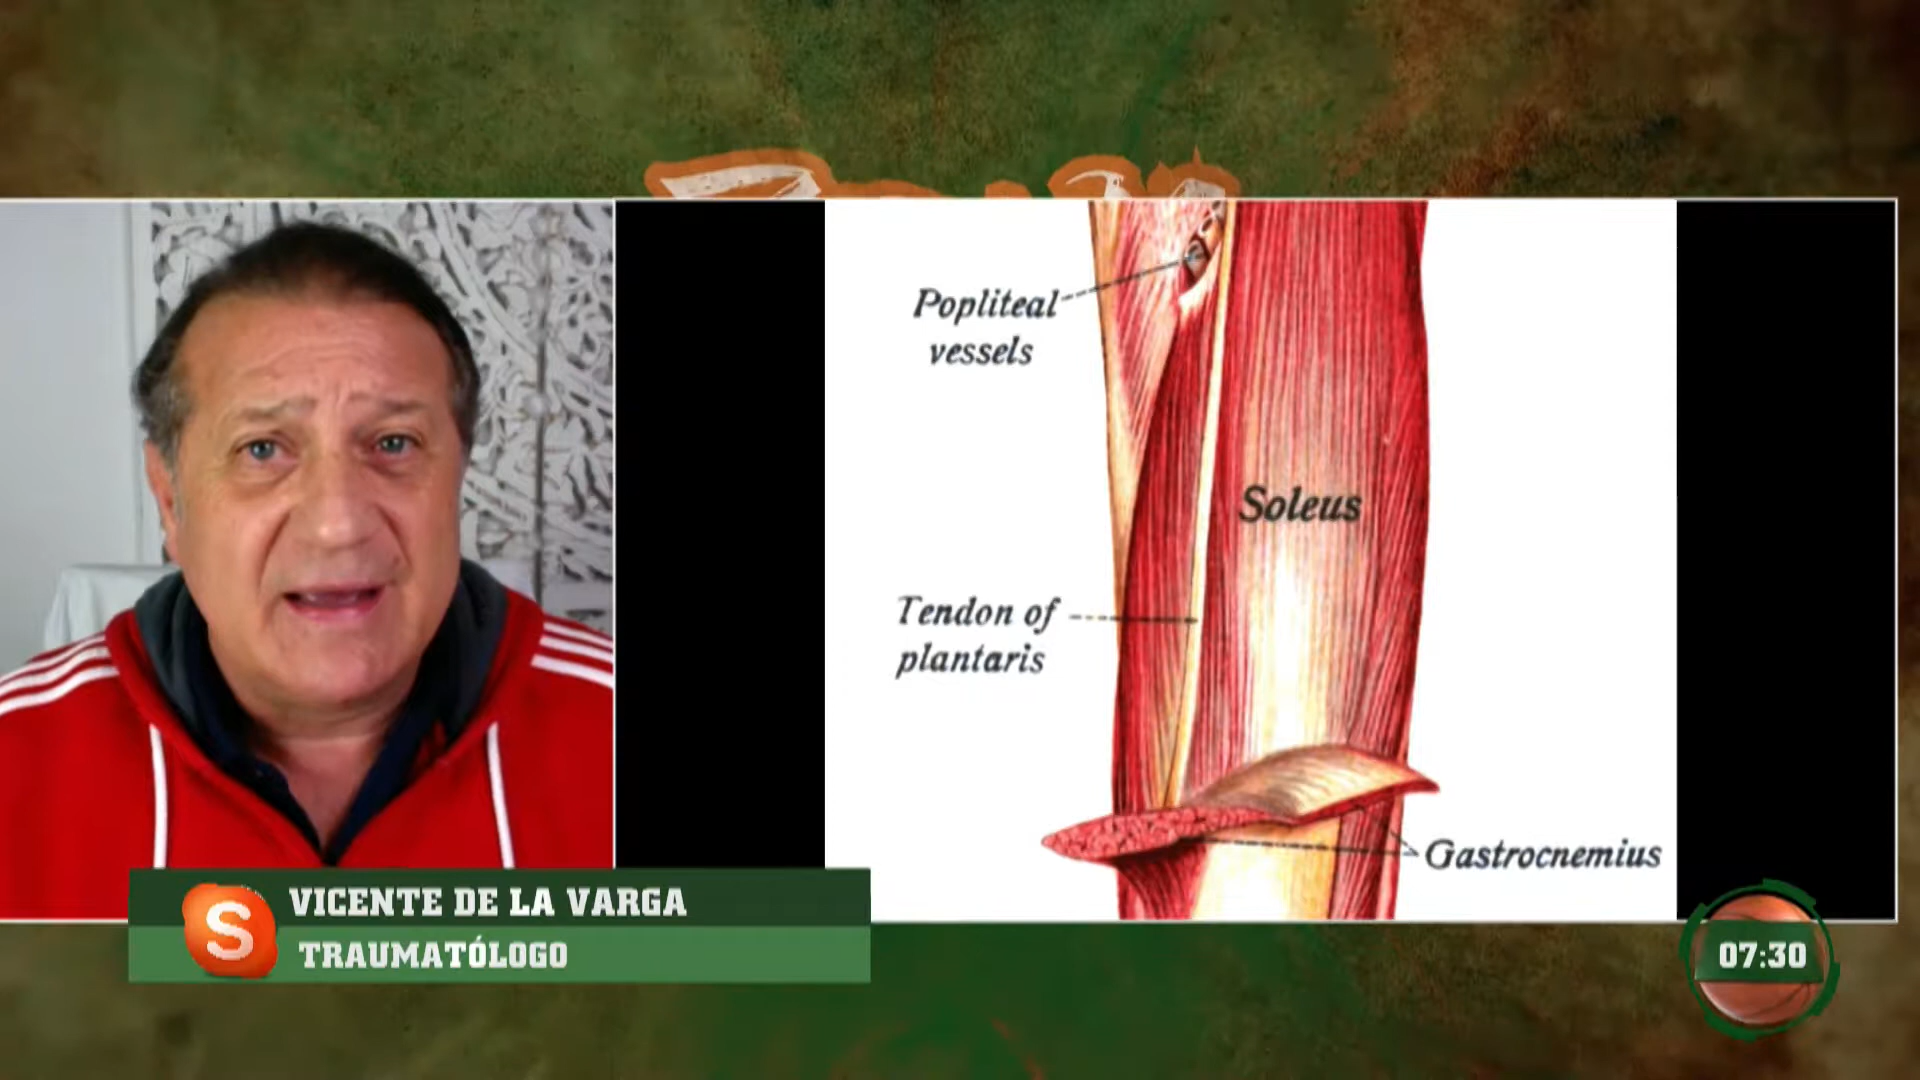 Popliteal
vessels
Soleus
Tendon of
plantaris
Gastrocnemius
S
VICENTE DE LA VARGA
TRAUMATÓLOGO
07:30